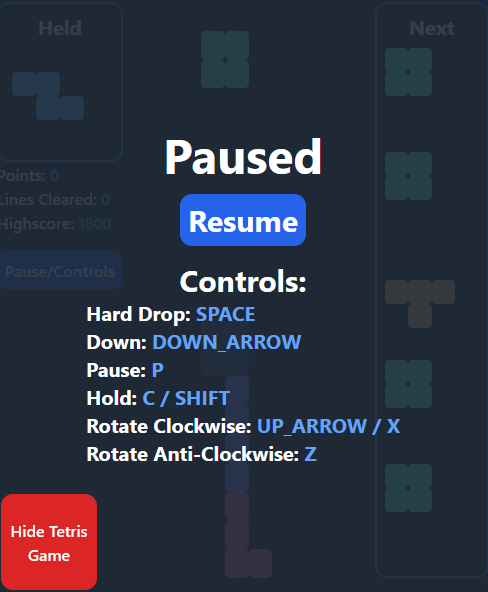 Held
Next
Paused
Points: 0
Lines Cleared: 0
Highscore: 1800
Resume
Pause/Controls
Controls:
Hard Drop: SPACE
Down: DOWN_ARROW
Pause: P
Hold: C / SHIFT
Rotate Clockwise: UP_ARROW / X
Rotate Anti-Clockwise: Z
Hide Tetris
Game